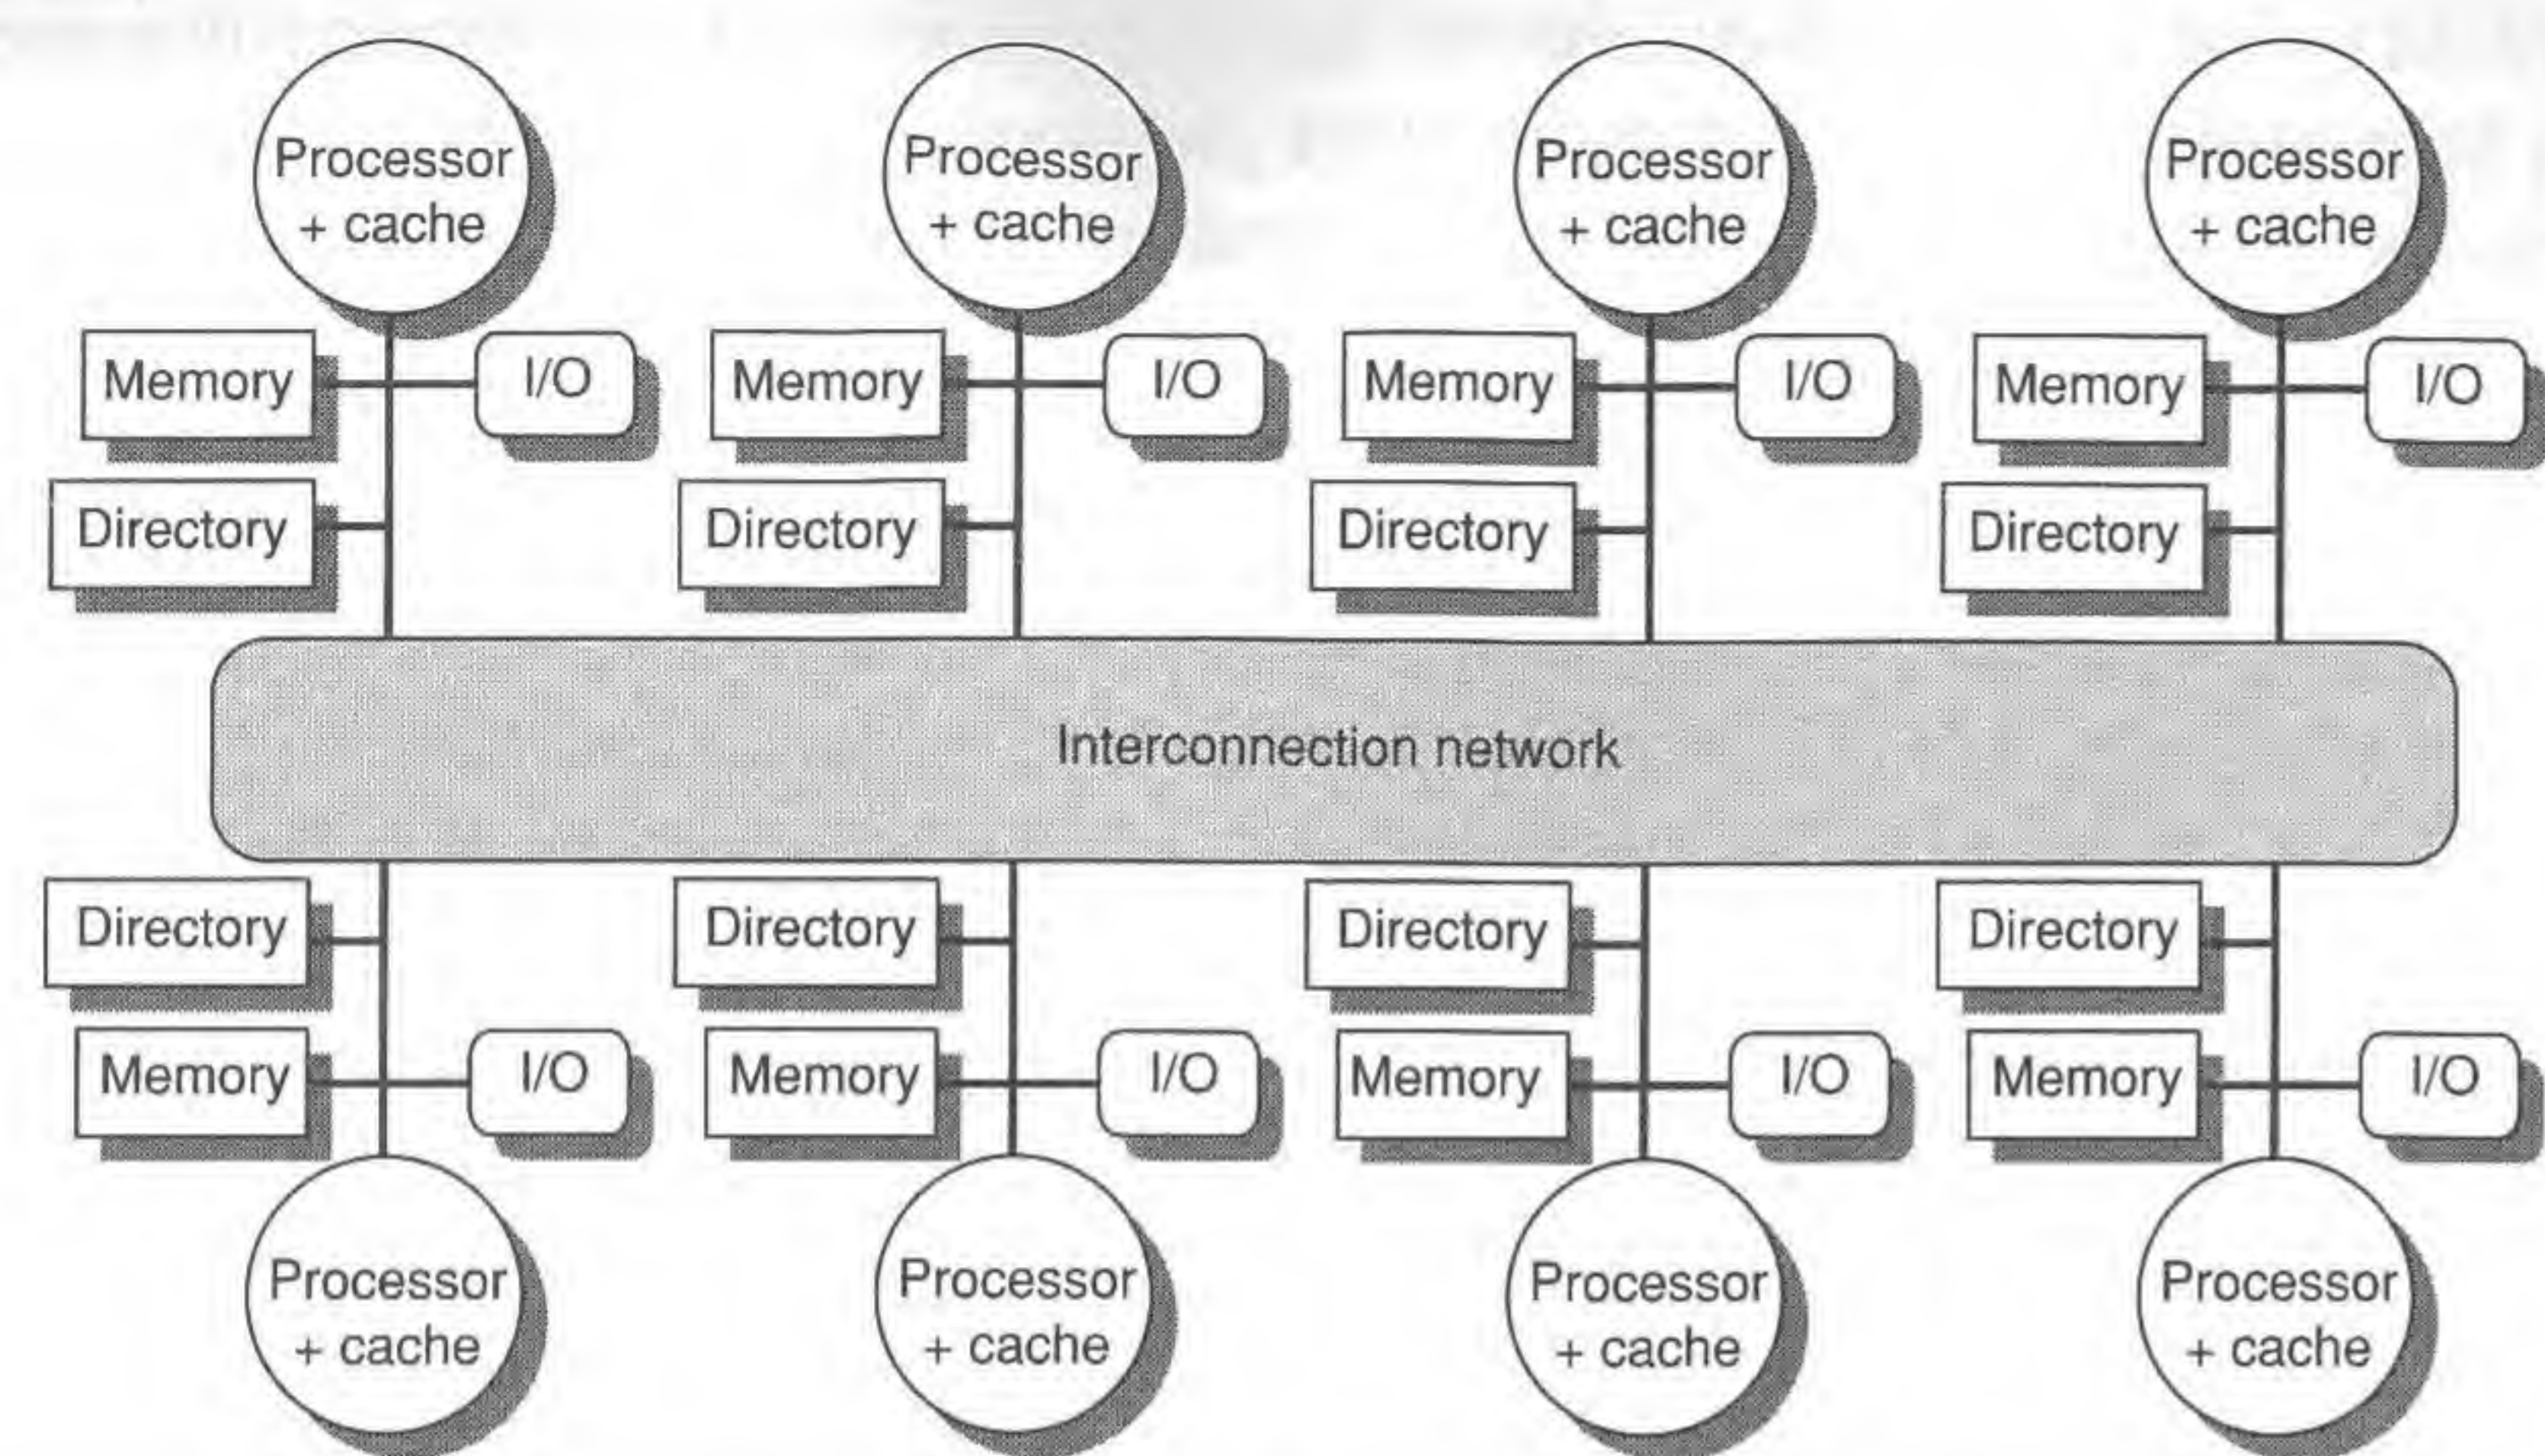 Processor Processor Processor Processor
+ cache + cache + cache + cache
Memory I/O Memory I/O Memory I/O Memory I/O
Directory Directory Directory Directory
Interconnection network
Directory Directory Directory Directory
Memory I/O Memory I/O Memory I/O Memory I/O
Processor Processor Processor Processor
+ cache + cache + cache + cache